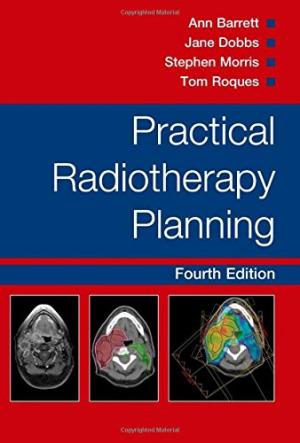 Ann Barrett
Jane Dobbs
Stephen Morris
Tom Roques
Practical
Radiotherapy
Planning
Fourth Edition